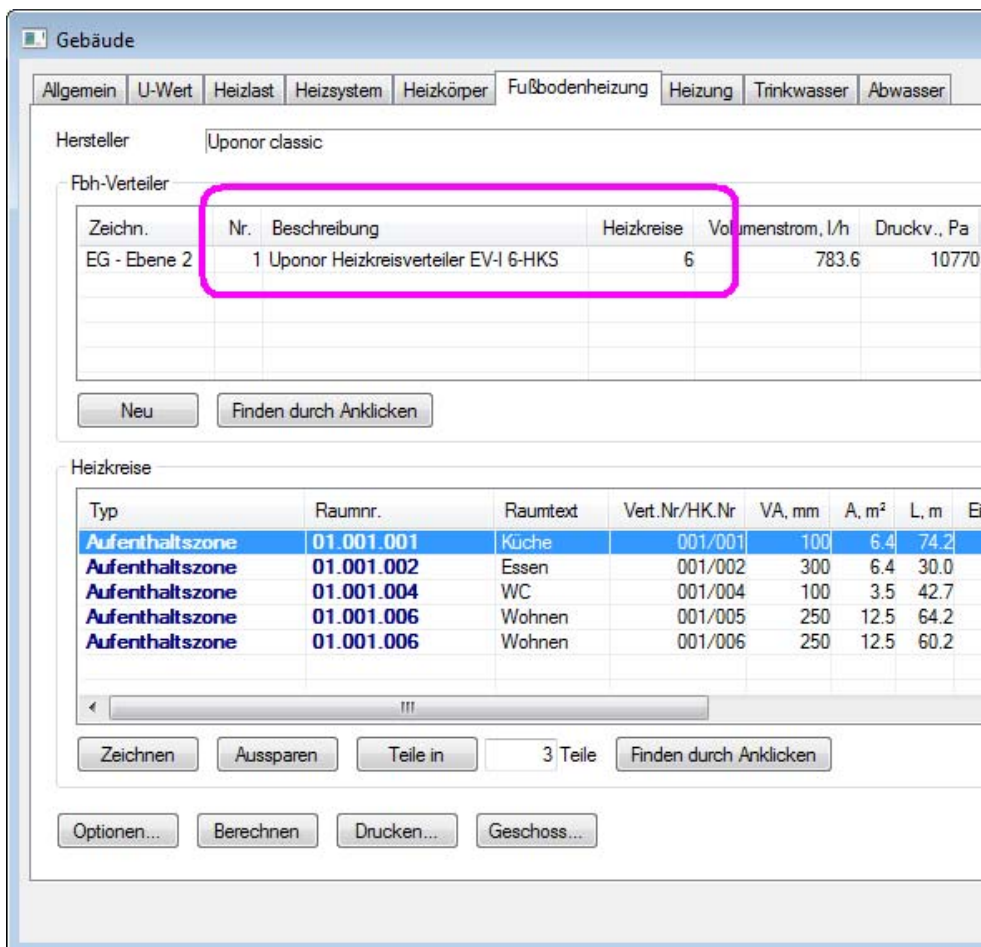 Gebäude
Allgemein U-Wert Heizlast Heizsystem Heizkörper Fußbodenheizung Heizung Trinkwasser Abwasser
Hersteller Uponor classic
Fbh-Verteiler
Zeichn. Nr. Beschreibung Heizkreise Volumenstrom, l/h Druckv., Pa
EG - Ebene 2 1 Uponor Heizkreisverteiler EV-I 6-HKS 6 783.6 10770
Neu Finden durch Anklicken
Heizkreise
Typ Raumnr. Raumtext Vert.Nr/HK.Nr VA, mm A, m² L, m
Aufenthaltszone 01.001.001 Küche 001/001 100 6.4 74.2
Aufenthaltszone 01.001.002 Essen 001/002 300 6.4 30.0
Aufenthaltszone 01.001.004 WC 001/004 100 3.5 42.7
Aufenthaltszone 01.001.006 Wohnen 001/005 250 12.5 64.2
Aufenthaltszone 01.001.006 Wohnen 001/006 250 12.5 60.2
Zeichnen Aussparen Teile in 3 Teile Finden durch Anklicken
Optionen... Berechnen Drucken... Geschoss...